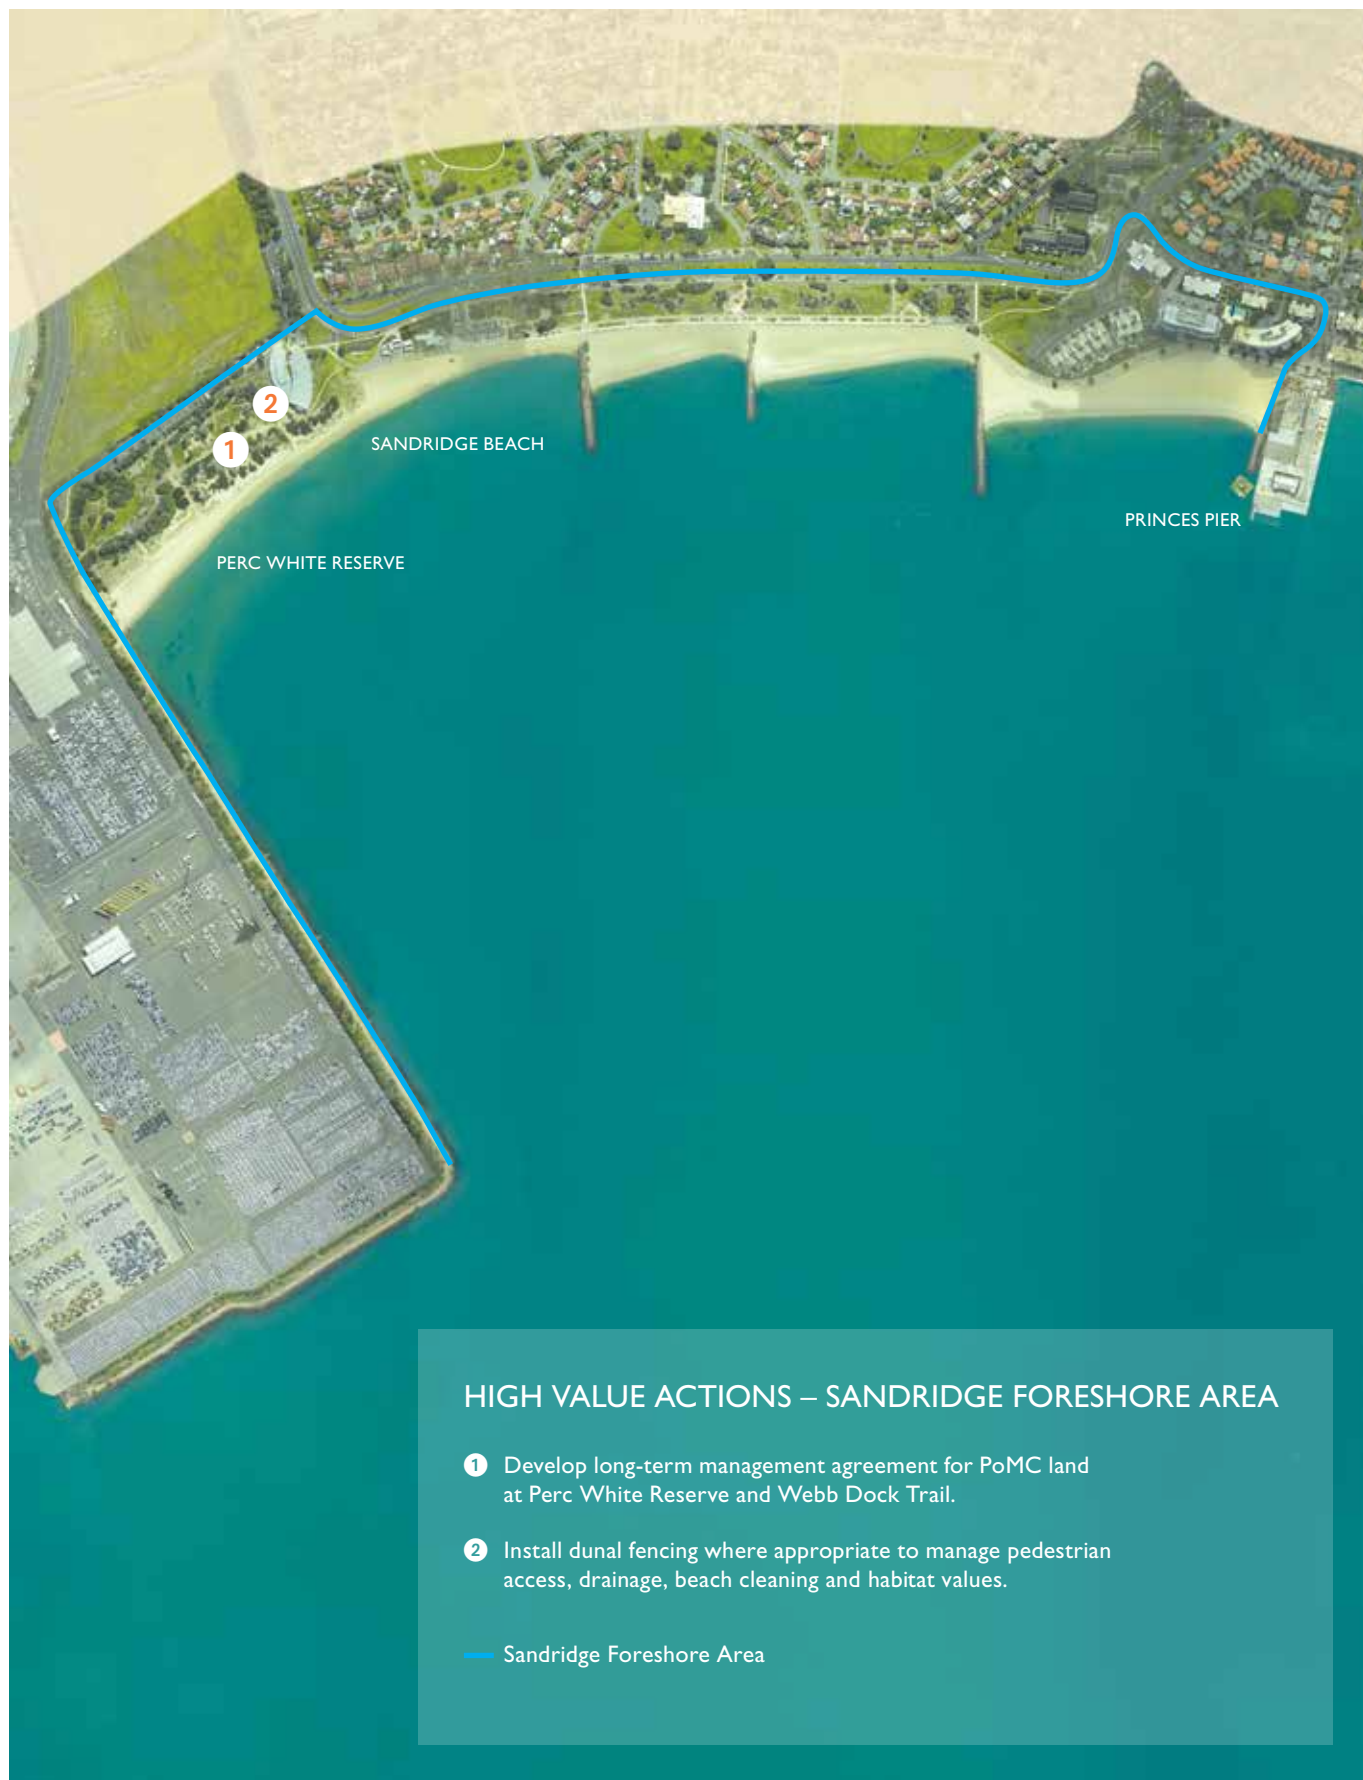 2
1
SANDRIDGE BEACH
PRINCES PIER
PERC WHITE RESERVE
HIGH VALUE ACTIONS – SANDRIDGE FORESHORE AREA
1 Develop long-term management agreement for PoMC land
at Perc White Reserve and Webb Dock Trail.
2 Install dunal fencing where appropriate to manage pedestrian
access, drainage, beach cleaning and habitat values.
Sandridge Foreshore Area